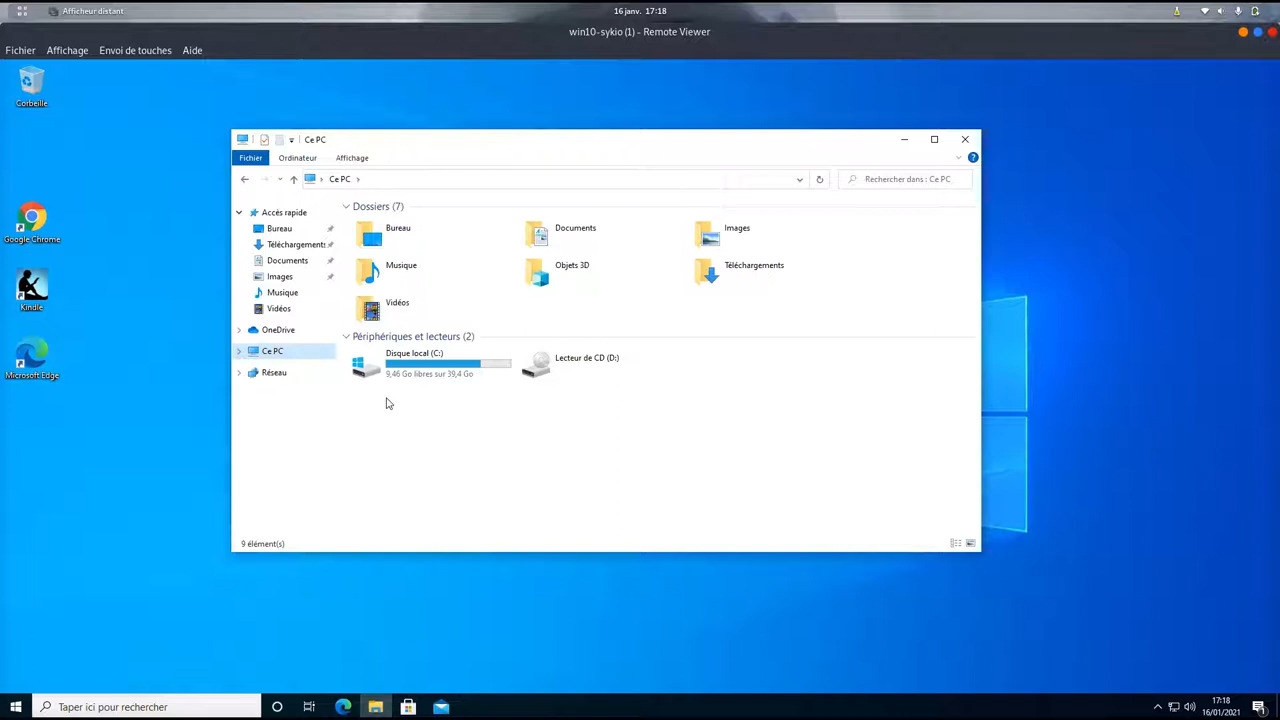 Afficheur distant
16 janv. 17:18
win10-sykio (1) - Remote Viewer
Fichier Affichage Envoi de touches Aide
Corbeille
Google Chrome
Kindle
Microsoft Edge
Ce PC
Fichier Ordinateur Affichage
Ce PC
Rechercher dans : Ce PC
Accès rapide
Bureau
Téléchargements
Documents
Images
Musique
Vidéos
OneDrive
Ce PC
Réseau
Dossiers (7)
Bureau
Documents
Images
Musique
Objets 3D
Téléchargements
Vidéos
Périphériques et lecteurs (2)
Disque local (C:)
9,46 Go libres sur 39,4 Go
Lecteur de CD (D:)
9 élément(s)
Taper ici pour rechercher
17:18
16/01/2021
1